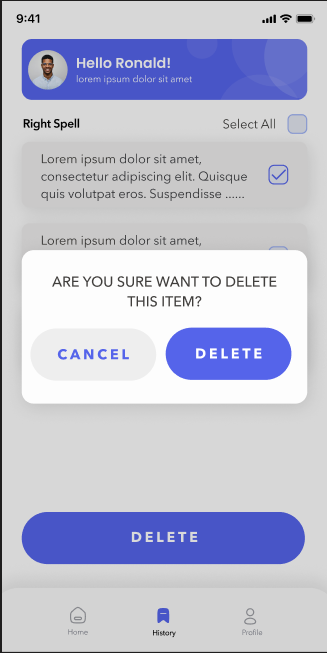 9:41
Hello Ronald!
lorem ipsum dolor sit amet
Right Spell
Select All
Lorem ipsum dolor sit amet,
consectetur adipiscing elit. Quisque
quis volutpat eros. Suspendisse ......
Lorem ipsum dolor sit amet,
ARE YOU SURE WANT TO DELETE
THIS ITEM?
CANCEL
DELETE
DELETE
Home
History
Profile